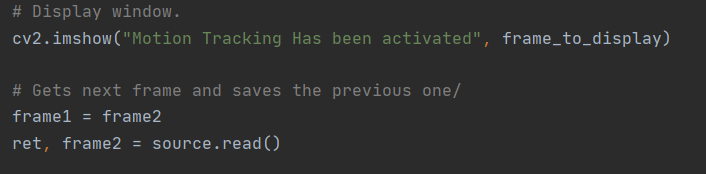 # Display window.
cv2.imshow("Motion Tracking Has been activated", frame_to_display)
# Gets next frame and saves the previous one/
frame1 = frame2
ret, frame2 = source.read()